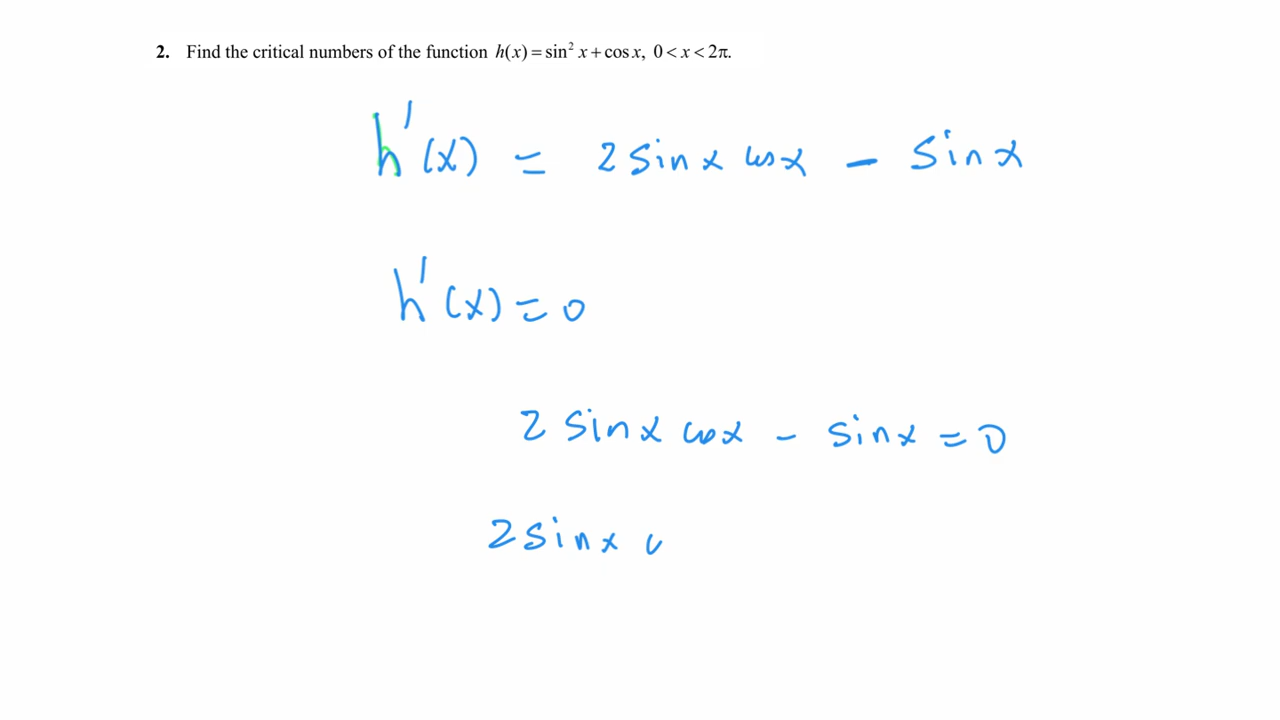 2. Find the critical numbers of the function h(x) = sin² x + cos x, 0 < x < 2π.
h'(x) = 2 sin x cos x − sin x
h'(x) = 0
2 sin x cos x − sin x = 0
2 sin x c